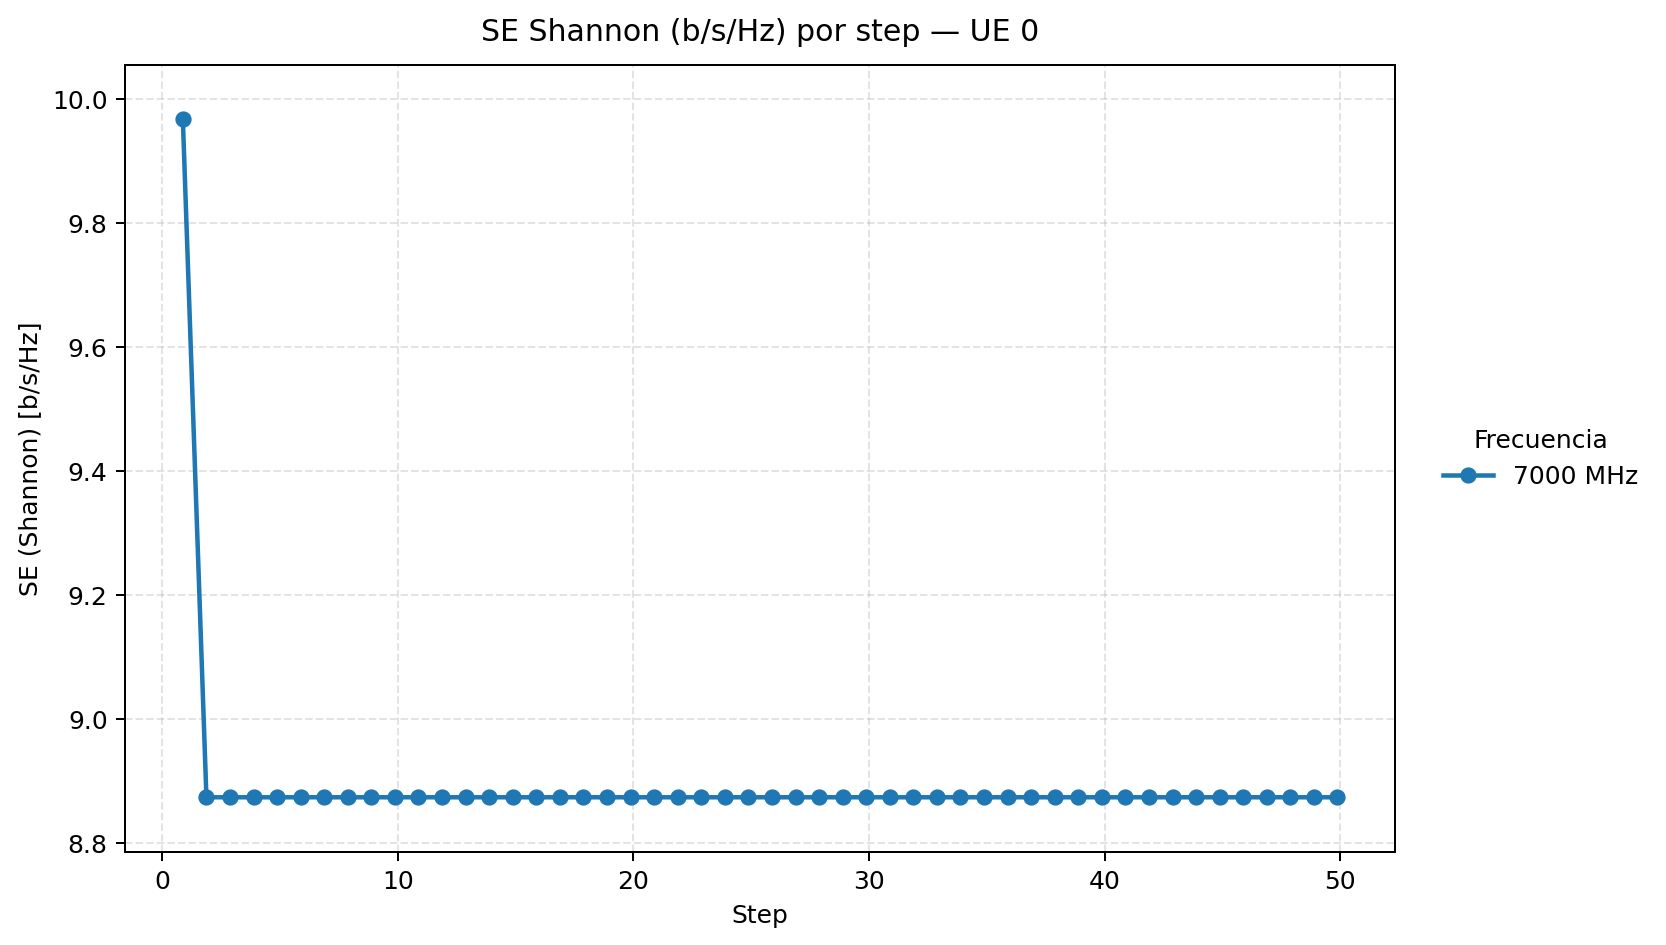 SE Shannon (b/s/Hz) por step — UE 0
SE (Shannon) [b/s/Hz]
10.0
9.8
9.6
9.4
9.2
9.0
8.8
0 10 20 30 40 50
Step
Frecuencia
7000 MHz